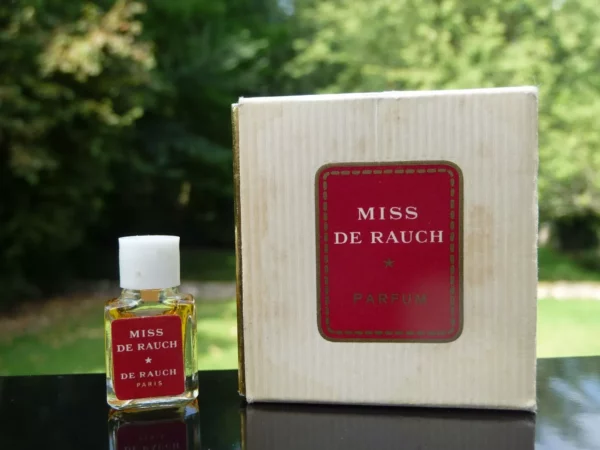 MISS
DE RAUCH
★
PARFUM
MISS
DE RAUCH
★
DE RAUCH
PARIS